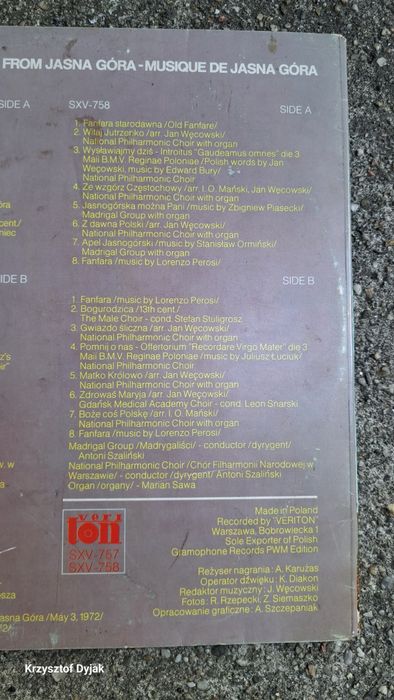 FROM JASNA GÓRA - MUSIQUE DE JASNA GÓRA
SIDE A SXV-758 SIDE A
1. Fanfara starodawna /Old Fanfare/
2. Witaj Jutrzenko /arr. Jan Węcowski/
National Philharmonic Choir with organ
3. Wysławiajmy dziś - Introitus "Gaudeamus omnes" die 3
Maii B.M.V. Reginae Poloniae /Polish words by Jan
Węcowski, music by Edward Bury/
National Philharmonic Choir
4. Ze wzgórz Częstochowy /arr. I. O. Mański, Jan Węcowski/
National Philharmonic Choir with organ
5. Jasnogórska można Pani /music by Zbigniew Piasecki/
Madrigal Group with organ
6. Z dawna Polski /arr. Jan Węcowski/
National Philharmonic Choir with organ
7. Apel Jasnogórski /music by Stanisław Ormiński/
Madrigal Group with organ
8. Fanfara /music by Lorenzo Perosi/
SIDE B SIDE B
1. Fanfara /music by Lorenzo Perosi/
2. Bogurodzica /13th cent/
The Male Choir - cond. Stefan Stuligrosz
3. Gwiazdo śliczna /arr. Jan Węcowski/
National Philharmonic Choir with organ
4. Pomnij o nas - Offertorium "Recordare Virgo Mater" die 3
Maii B.M.V. Reginae Poloniae /music by Juliusz Łuciuk/
National Philharmonic Choir
5. Matko Królowo /arr. Jan Węcowski/
National Philharmonic Choir with organ
6. Zdrowaś Maryja /arr. Jan Węcowski/
Gdańsk Medical Academy Choir - cond. Leon Snarski
7. Boże coś Polskę /arr. I. O. Mański/
National Philharmonic Choir with organ
8. Fanfara /music by Lorenzo Perosi/
Madrigal Group /Madrygaliści/ - conductor /dyrygent/
Antoni Szaliński
National Philharmonic Choir /Chór Filharmonii Narodowej w
Warszawie/ - conductor /dyrygent/ Antoni Szaliński
Organ /organy/ - Marian Sawa
veri
ton
SXV-757
SXV-758
Made in Poland
Recorded by "VERITON"
Warszawa, Bobrowiecka 1
Sole Exporter of Polish
Gramophone Records PWM Edition
Reżyser nagrania: A. Karużas
Operator dźwięku: K. Diakon
Redaktor muzyczny: J. Węcowski
Fotos: R. Rzepecki, Z. Siemaszko
Opracowanie graficzne: A. Szczepaniak
asna Góra /May 3, 1972/
Krzysztof Dyjak